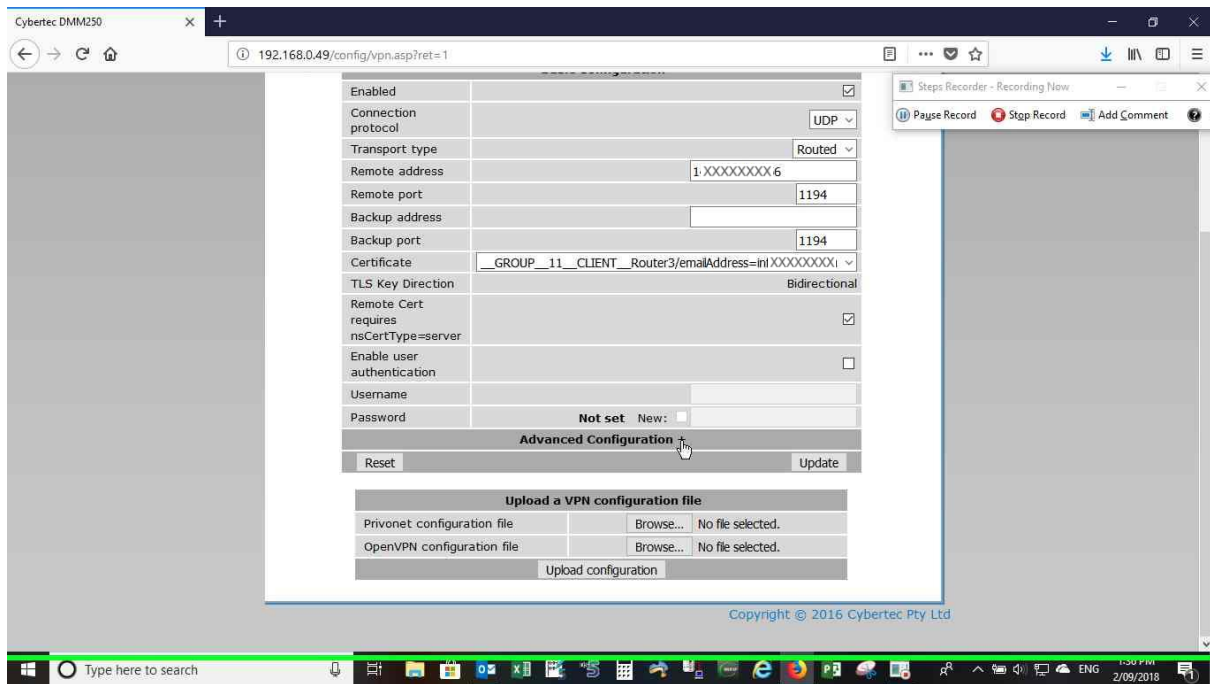 Cybertec DMM250
192.168.0.49/config/vpn.asp?ret=1
Steps Recorder - Recording Now
Pause Record Stop Record Add Comment
Enabled
Connection
protocol
UDP
Transport type Routed
Remote address 1·XXXXXXXX·6
Remote port 1194
Backup address
Backup port 1194
Certificate __GROUP__11__CLIENT__Router3/emailAddress=inl XXXXXXXX
TLS Key Direction Bidirectional
Remote Cert
requires
nsCertType=server
Enable user
authentication
Username
Password Not set New:
Advanced Configuration +
Reset Update
Upload a VPN configuration file
Privonet configuration file Browse... No file selected.
OpenVPN configuration file Browse... No file selected.
Upload configuration
Copyright © 2016 Cybertec Pty Ltd
Type here to search
ENG
2/09/2018